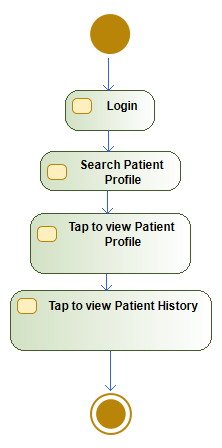 Login
Search Patient
Profile
Tap to view Patient
Profile
Tap to view Patient History